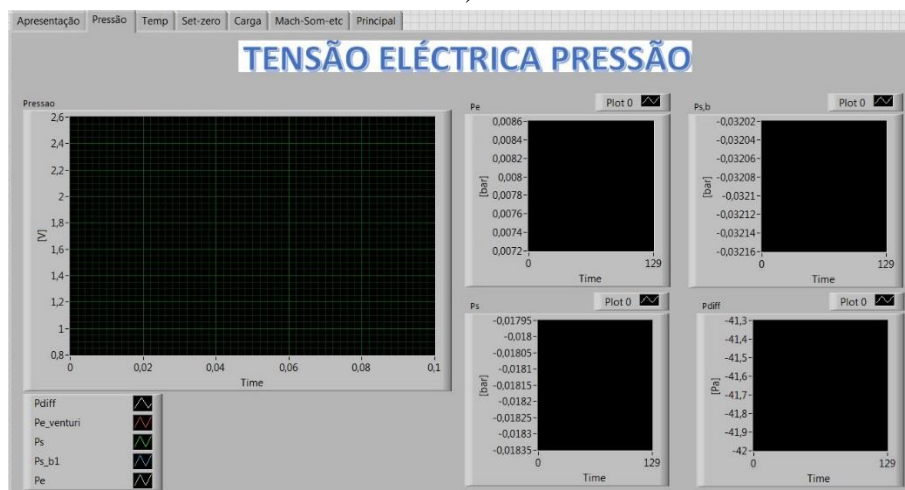 Apresentação Pressão Temp Set-zero Carga Mach-Som-etc Principal
TENSÃO ELÉCTRICA PRESSÃO
Pressao
[V]
2,6
2,4
2,2
2
1,8
1,6
1,4
1,2
1
0,8
0 0,02 0,04 0,06 0,08 0,1
Time
Pdiff
Pe_venturi
Ps
Ps_b1
Pe
Pe Plot 0
[bar]
0,0086
0,0084
0,0082
0,008
0,0078
0,0076
0,0074
0,0072
0 129
Time
Ps,b Plot 0
[bar]
-0,03202
-0,03204
-0,03206
-0,03208
-0,0321
-0,03212
-0,03214
-0,03216
0 129
Time
Ps Plot 0
[bar]
-0,01795
-0,018
-0,01805
-0,0181
-0,01815
-0,0182
-0,01825
-0,0183
-0,01835
0 129
Time
Pdiff Plot 0
[Pa]
-41,3
-41,4
-41,5
-41,6
-41,7
-41,8
-41,9
-42
0 129
Time